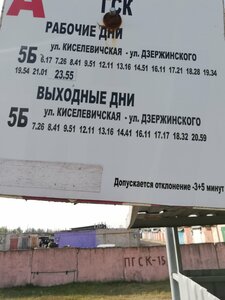 А ГСК
РАБОЧИЕ ДНИ
5Б ул. КИСЕЛЕВИЧСКАЯ - ул. ДЗЕРЖИНСКОГО
8.17 7.26 8.41 9.51 12.11 13.16 14.51 16.11 17.21 18.28 19.34
19.54 21.01 23.55
ВЫХОДНЫЕ ДНИ
5Б ул. КИСЕЛЕВИЧСКАЯ - ул. ДЗЕРЖИНСКОГО
7.26 8.41 9.51 12.11 13.16 14.41 16.11 17.17 18.32 20.59
Допускается отклонение -3+5 минут
ПГСК-15